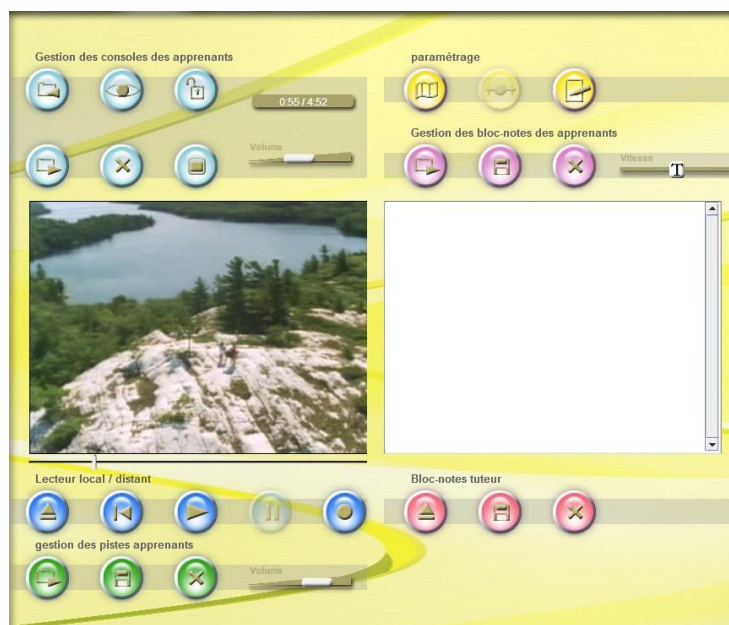 Gestion des consoles des apprenants
paramétrage
0:55 / 4:52
Gestion des bloc-notes des apprenants
Volume
Vitesse
T
Lecteur local / distant
Bloc-notes tuteur
gestion des pistes apprenants
Volume